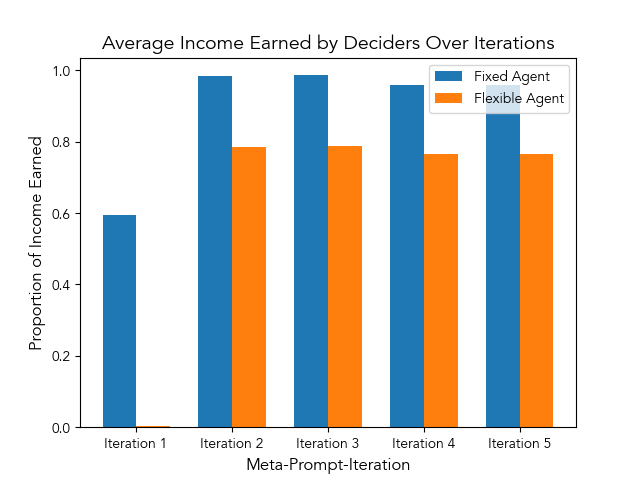 Average Income Earned by Deciders Over Iterations
Fixed Agent
Flexible Agent
Proportion of Income Earned
1.0
0.8
0.6
0.4
0.2
0.0
Iteration 1
Iteration 2
Iteration 3
Iteration 4
Iteration 5
Meta-Prompt-Iteration